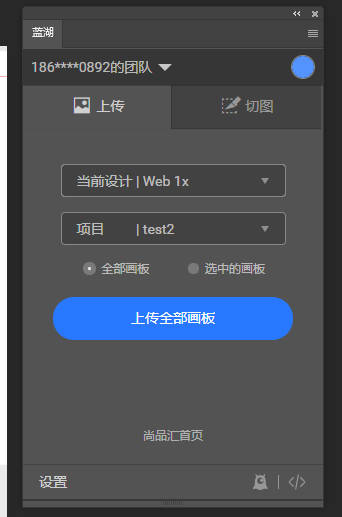 蓝湖
186****0892的团队
上传
切图
当前设计 | Web 1x
项目 | test2
全部画板 选中的画板
上传全部画板
尚品汇首页
设置